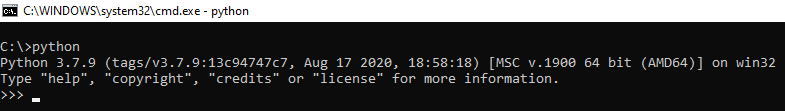 C:\WINDOWS\system32\cmd.exe - python
C:\>python
Python 3.7.9 (tags/v3.7.9:13c94747c7, Aug 17 2020, 18:58:18) [MSC v.1900 64 bit (AMD64)] on win32
Type "help", "copyright", "credits" or "license" for more information.
>>> _